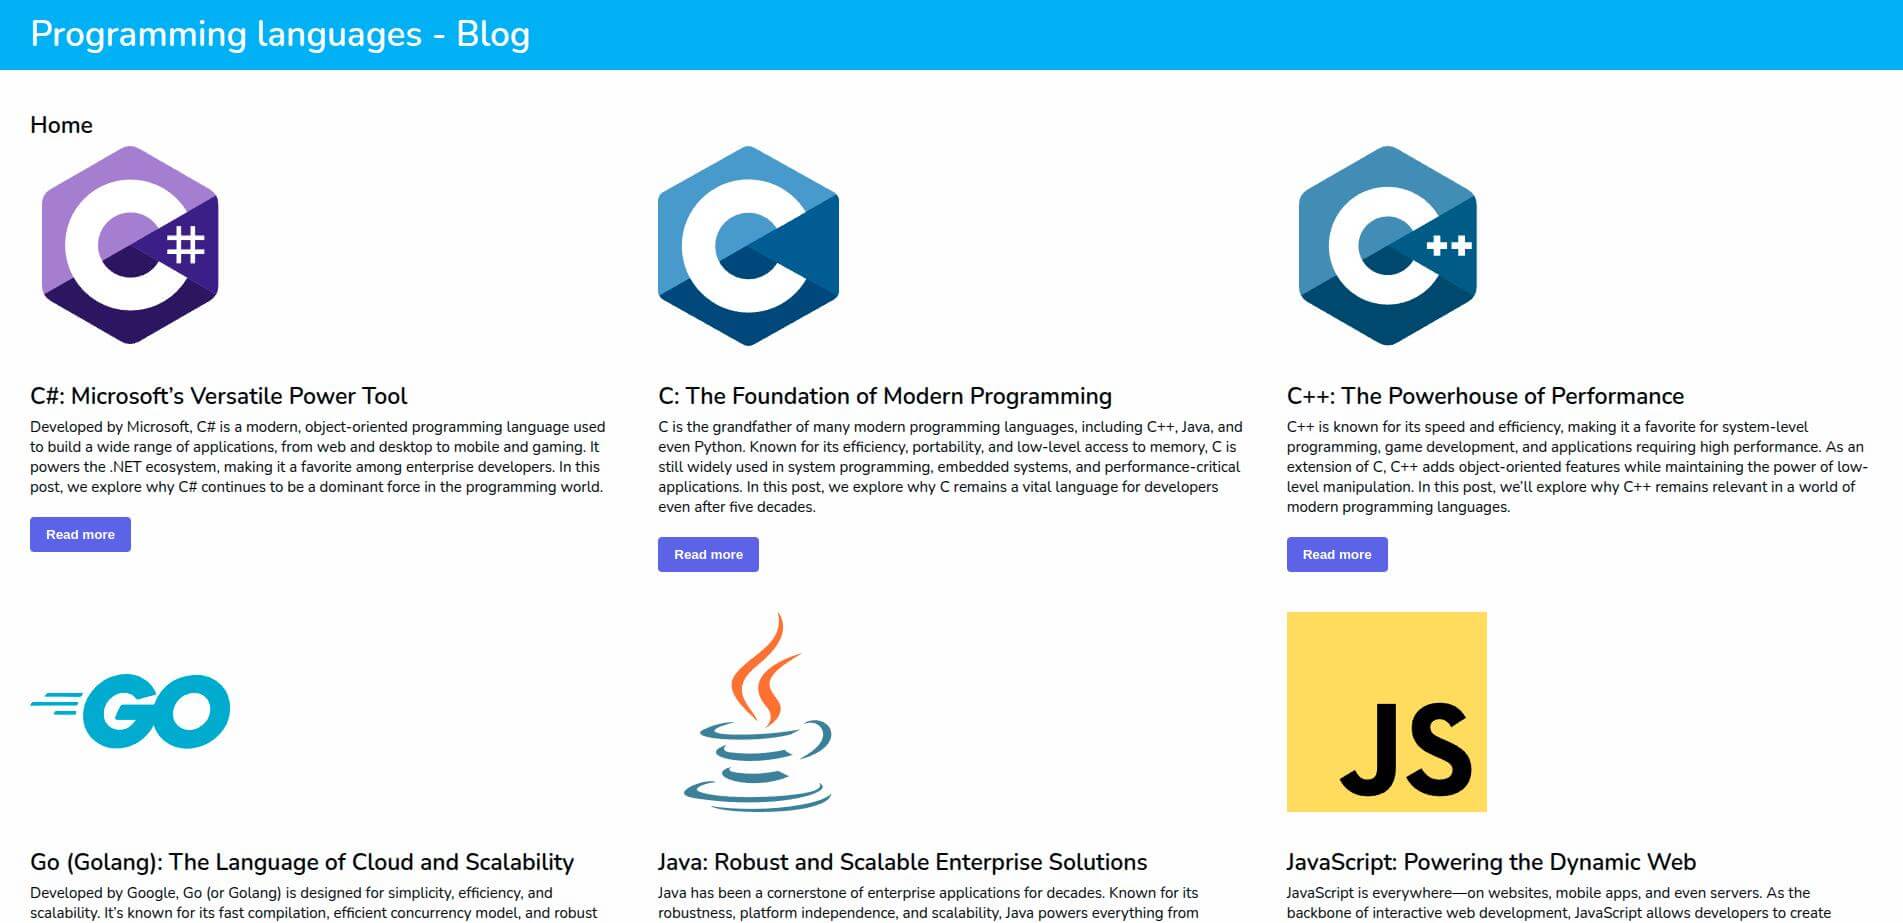 Programming languages - Blog
Home
C#: Microsoft’s Versatile Power Tool
Developed by Microsoft, C# is a modern, object-oriented programming language used
to build a wide range of applications, from web and desktop to mobile and gaming. It
powers the .NET ecosystem, making it a favorite among enterprise developers. In this
post, we explore why C# continues to be a dominant force in the programming world.
Read more
C: The Foundation of Modern Programming
C is the grandfather of many modern programming languages, including C++, Java, and
even Python. Known for its efficiency, portability, and low-level access to memory, C is
still widely used in system programming, embedded systems, and performance-critical
applications. In this post, we explore why C remains a vital language for developers
even after five decades.
Read more
C++
C++: The Powerhouse of Performance
C++ is known for its speed and efficiency, making it a favorite for system-level
programming, game development, and applications requiring high performance. As an
extension of C, C++ adds object-oriented features while maintaining the power of low-
level manipulation. In this post, we’ll explore why C++ remains relevant in a world of
modern programming languages.
Read more
GO
Go (Golang): The Language of Cloud and Scalability
Developed by Google, Go (or Golang) is designed for simplicity, efficiency, and
scalability. It’s known for its fast compilation, efficient concurrency model, and robust
Java: Robust and Scalable Enterprise Solutions
Java has been a cornerstone of enterprise applications for decades. Known for its
robustness, platform independence, and scalability, Java powers everything from
JS
JavaScript: Powering the Dynamic Web
JavaScript is everywhere—on websites, mobile apps, and even servers. As the
backbone of interactive web development, JavaScript allows developers to create